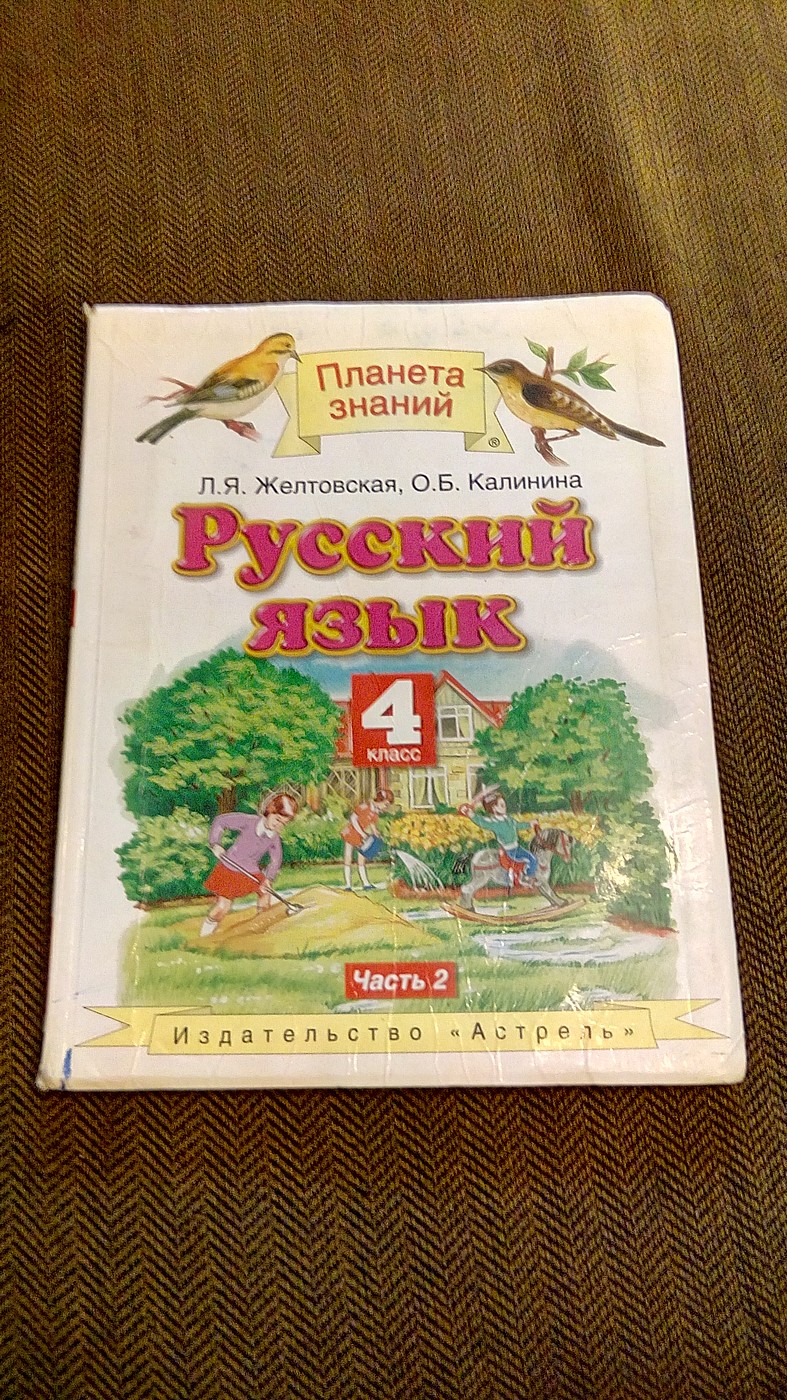 Планета
знаний
®
Л.Я. Желтовская, О.Б. Калинина
Русский
язык
4
класс
Часть 2
Издательство «Астрель»